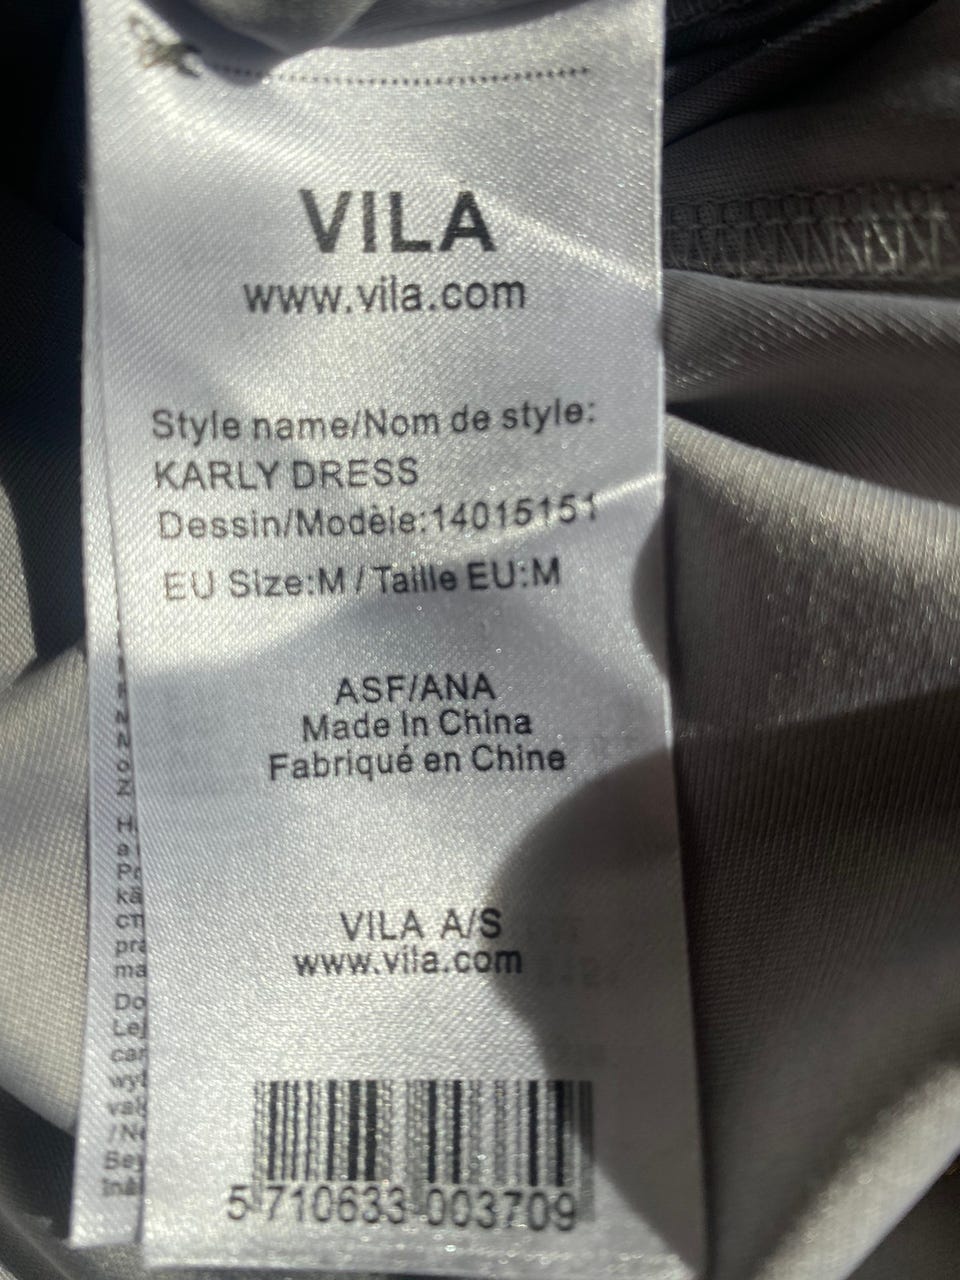 VILA
www.vila.com
Style name/Nom de style:
KARLY DRESS
Dessin/Modèle:14015151
EU Size:M / Taille EU:M
ASF/ANA
Made In China
Fabriqué en Chine
VILA A/S
www.vila.com
5 710633 003709